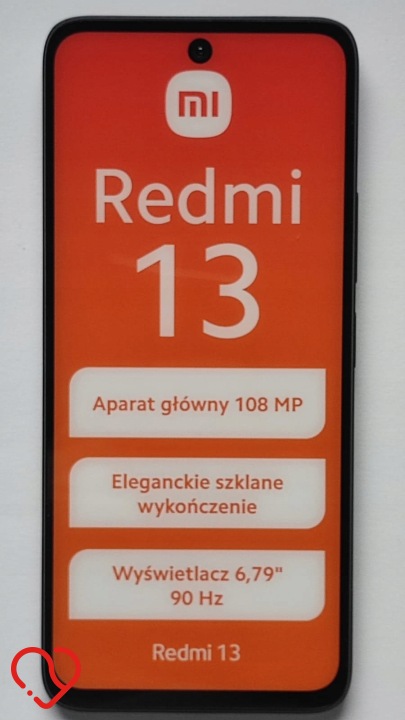 mi
Redmi
13
Aparat główny 108 MP
Eleganckie szklane
wykończenie
Wyświetlacz 6,79"
90 Hz
Redmi 13